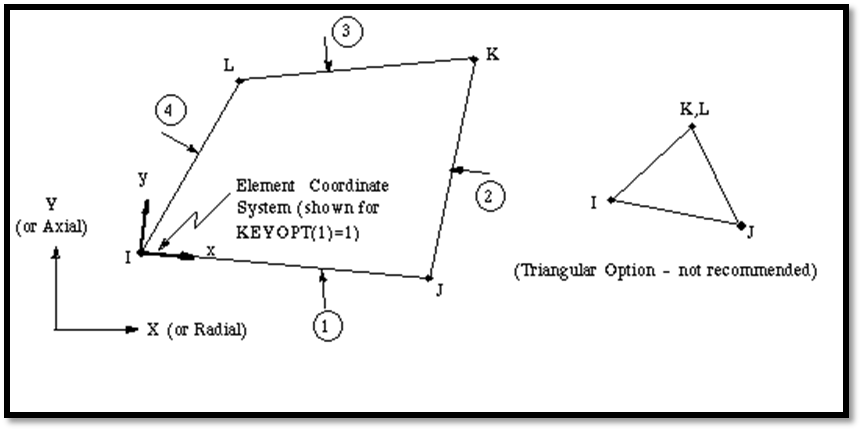 3
L
K
4
K,L
y
Element Coordinate
System (shown for
KEYOPT(1)=1)
2
Y
(or Axial)
I
I
x
J
J
(Triangular Option - not recommended)
X (or Radial)
1